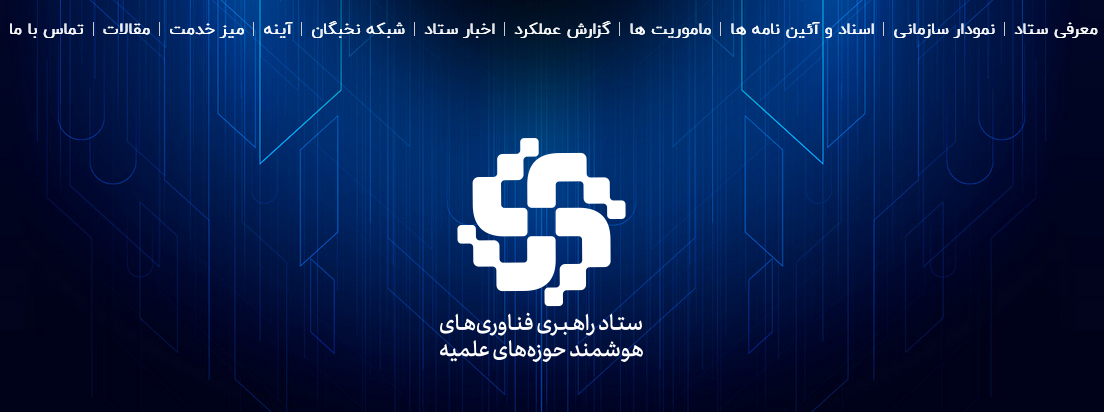 معرفی ستاد | نمودار سازمانی | اسناد و آئین نامه ها | ماموریت ها | گزارش عملکرد | اخبار ستاد | شبکه نخبگان | آینه | میز خدمت | مقالات | تماس با ما
ستاد راهبری فناوری‌های
هوشمند حوزه‌های علمیه